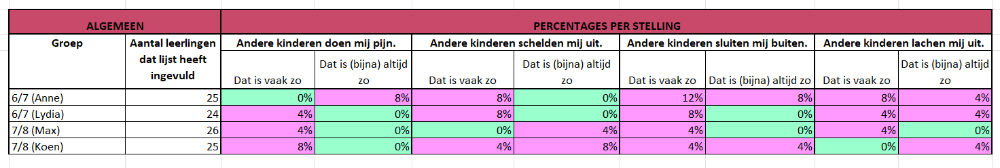 ALGEMEEN PERCENTAGES PER STELLING
Groep Aantal leerlingen dat lijst heeft ingevuld Andere kinderen doen mij pijn. Andere kinderen schelden mij uit. Andere kinderen sluiten mij buiten. Andere kinderen lachen mij uit.
Dat is vaak zo Dat is (bijna) altijd zo Dat is vaak zo Dat is (bijna) altijd zo Dat is vaak zo Dat is (bijna) altijd zo Dat is vaak zo Dat is (bijna) altijd zo
6/7 (Anne) 25 0% 8% 8% 0% 12% 8% 8% 4%
6/7 (Lydia) 24 4% 0% 8% 0% 8% 0% 4% 4%
7/8 (Max) 26 4% 0% 0% 4% 4% 0% 4% 0%
7/8 (Koen) 25 8% 0% 4% 8% 4% 4% 0% 4%